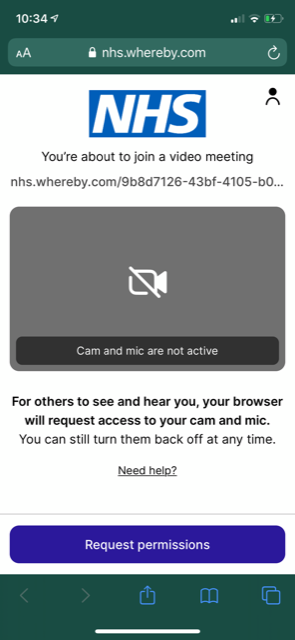 10:34
AA
nhs.whereby.com
NHS
You're about to join a video meeting
nhs.whereby.com/9b8d7126-43bf-4105-b0...
Cam and mic are not active
For others to see and hear you, your browser
will request access to your cam and mic.
You can still turn them back off at any time.
Need help?
Request permissions